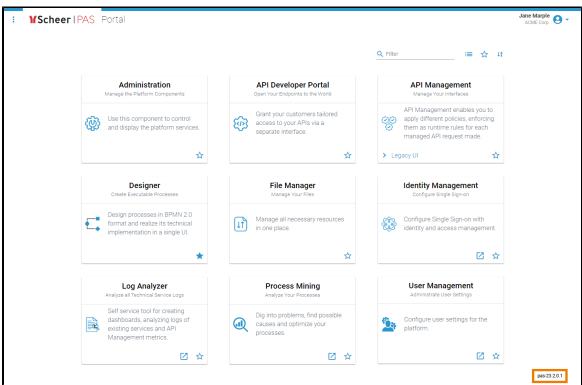 Scheer | PAS Portal
Jane Marple
ACME Corp
Filter
Administration
Manage the Platform Components
Use this component to control
and display the platform services.
API Developer Portal
Open Your Endpoints to the World
Grant your customers tailored
access to your APIs via a
separate interface.
API Management
Manage Your Interfaces
API Management enables you to
apply different policies, enforcing
them as runtime rules for each
managed API request made.
Legacy UI
Designer
Create Executable Processes
Design processes in BPMN 2.0
format and realize its technical
implementation in a single UI.
File Manager
Manage Your Files
Manage all necessary resources
in one place.
Identity Management
Configure Single Sign-on
Configure Single Sign-on with
identity and access management
Log Analyzer
Analyze all Technical Service Logs
Self service tool for creating
dashboards, analyzing logs of
existing services and API
Management metrics.
Process Mining
Analyze Your Processes
Dig into problems, find possible
causes and optimize your
processes.
User Management
Administrate User Settings
Configure user settings for the
platform.
pas-23.2.0.1